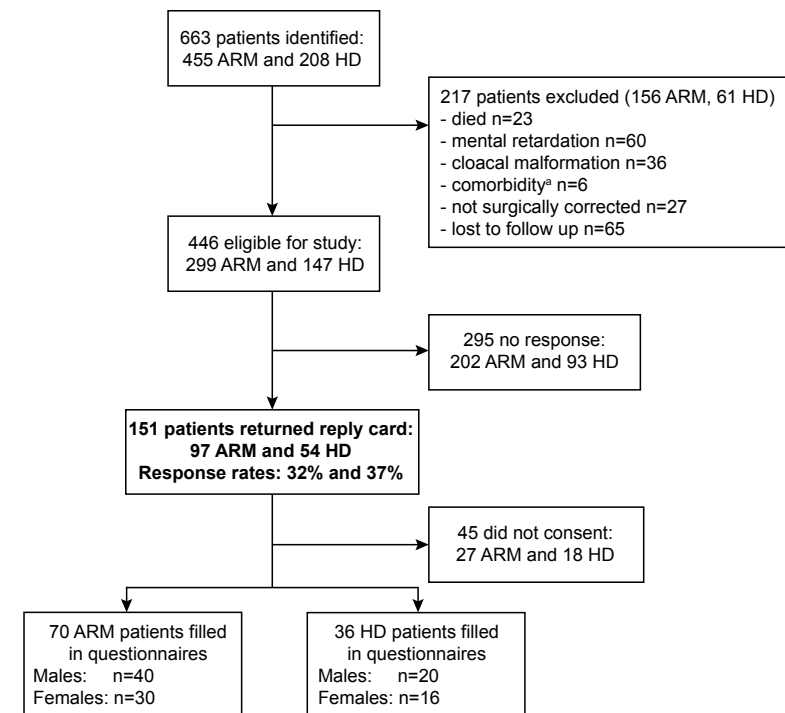 663 patients identified:
455 ARM and 208 HD
217 patients excluded (156 ARM, 61 HD)
- died n=23
- mental retardation n=60
- cloacal malformation n=36
- comorbidityᵃ n=6
- not surgically corrected n=27
- lost to follow up n=65
446 eligible for study:
299 ARM and 147 HD
295 no response:
202 ARM and 93 HD
151 patients returned reply card:
97 ARM and 54 HD
Response rates: 32% and 37%
45 did not consent:
27 ARM and 18 HD
70 ARM patients filled
in questionnaires
Males: n=40
Females: n=30
36 HD patients filled
in questionnaires
Males: n=20
Females: n=16